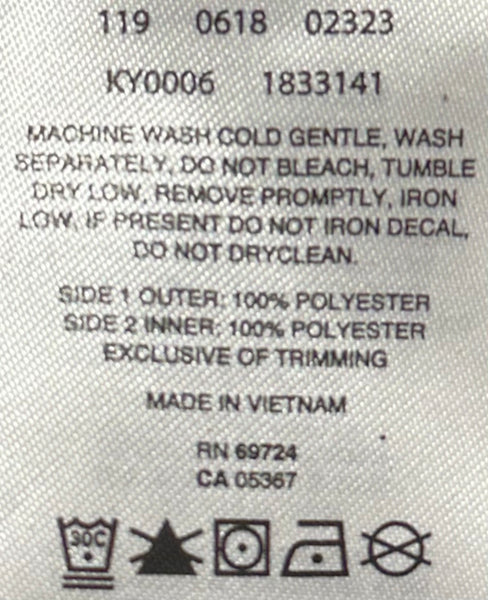 119 0618 02323
KY0006 1833141
MACHINE WASH COLD GENTLE, WASH
SEPARATELY, DO NOT BLEACH, TUMBLE
DRY LOW, REMOVE PROMPTLY, IRON
LOW, IF PRESENT DO NOT IRON DECAL,
DO NOT DRYCLEAN.
SIDE 1 OUTER: 100% POLYESTER
SIDE 2 INNER: 100% POLYESTER
EXCLUSIVE OF TRIMMING
MADE IN VIETNAM
RN 69724
CA 05367
30C